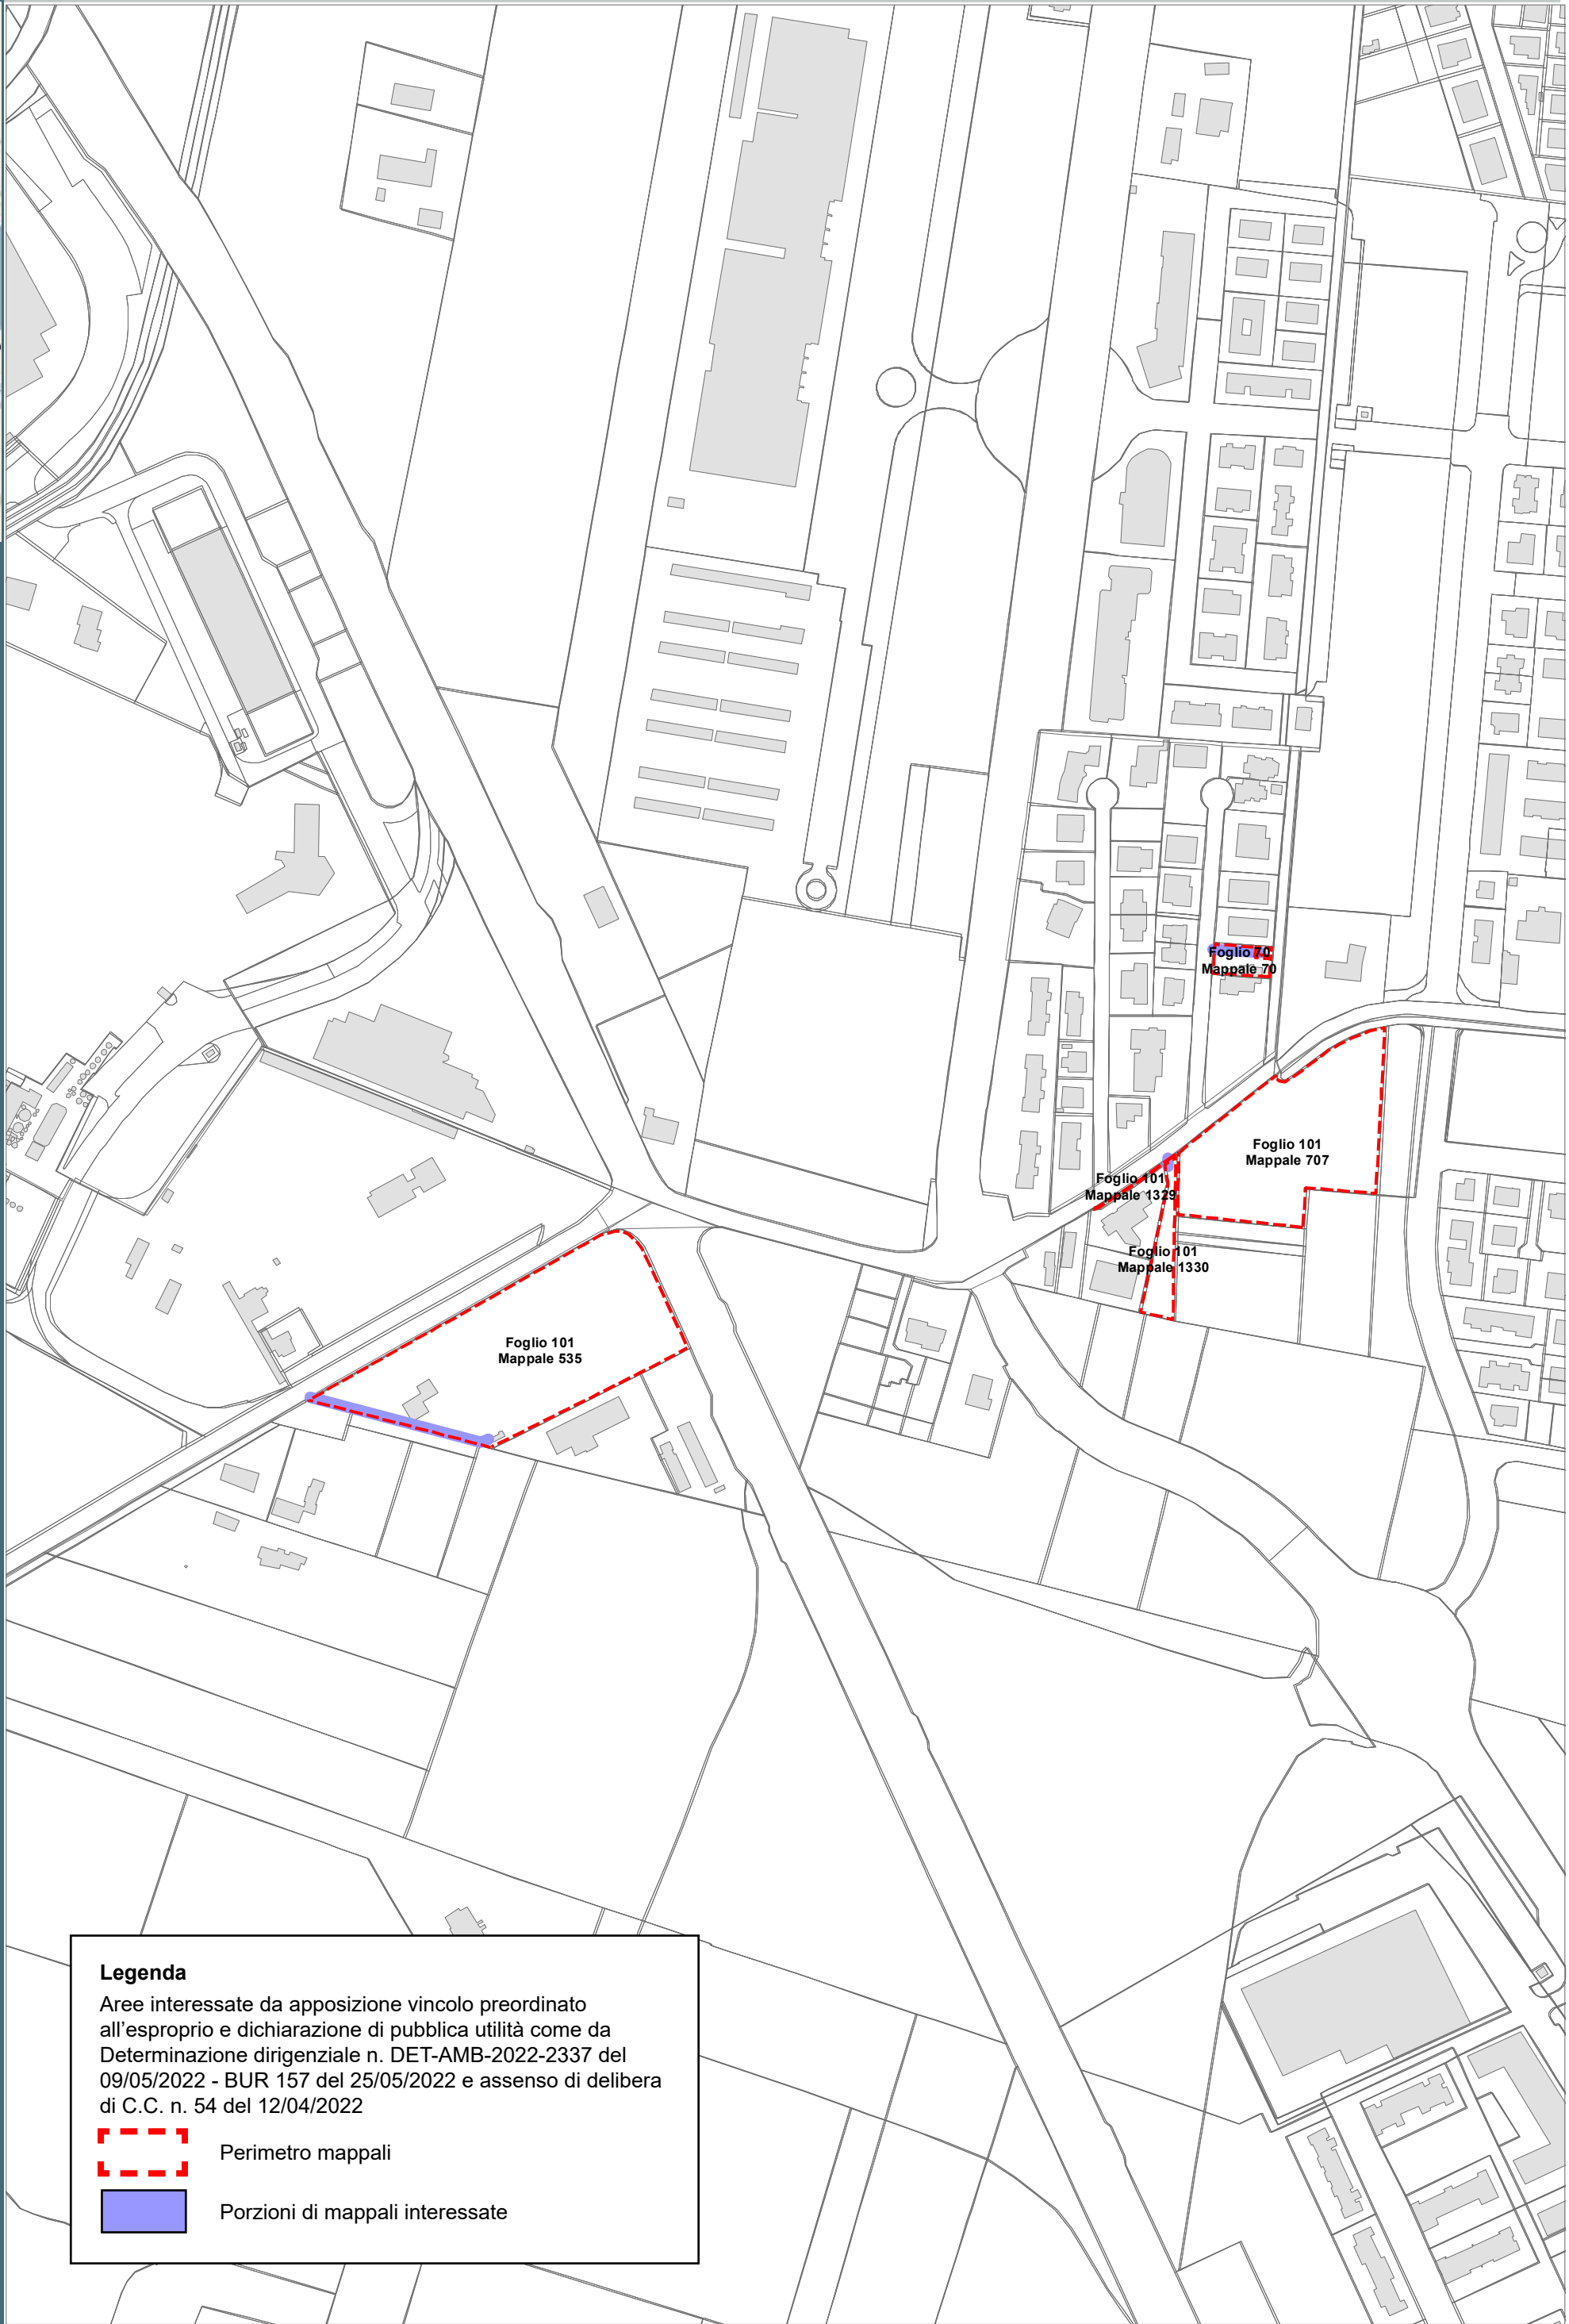 Foglio 70
Mappale 70
Foglio 101
Mappale 707
Foglio 101
Mappale 1329
Foglio 101
Mappale 1330
Foglio 101
Mappale 535
Legenda
Aree interessate da apposizione vincolo preordinato
all'esproprio e dichiarazione di pubblica utilità come da
Determinazione dirigenziale n. DET-AMB-2022-2337 del
09/05/2022 - BUR 157 del 25/05/2022 e assenso di delibera
di C.C. n. 54 del 12/04/2022
Perimetro mappali
Porzioni di mappali interessate